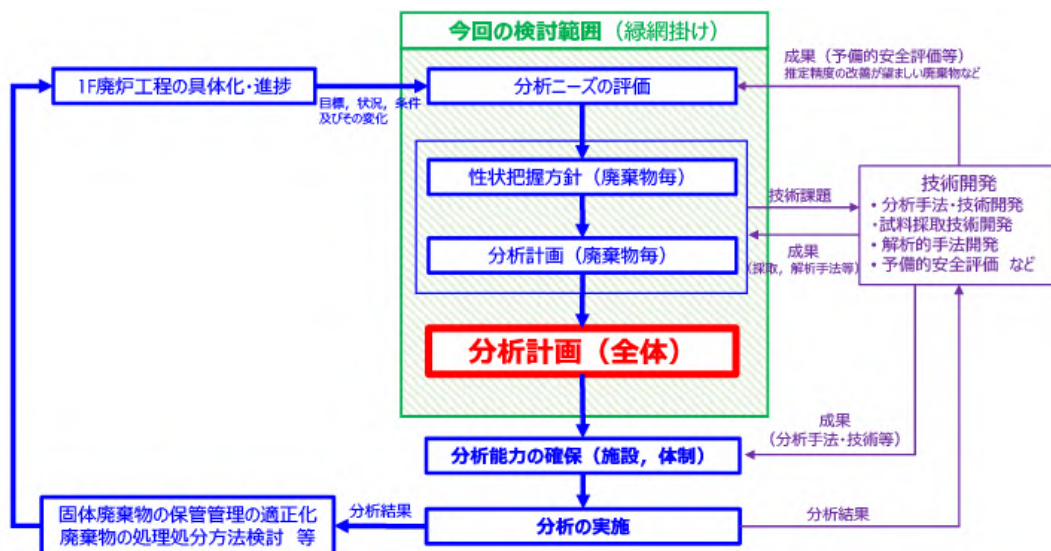 今回の検討範囲（緑網掛け）
1F廃炉工程の具体化・進捗
目標，状況，条件
及びその変化
分析ニーズの評価
成果（予備的安全評価等）
推定精度の改善が望ましい廃棄物など
性状把握方針（廃棄物毎）
分析計画（廃棄物毎）
技術課題
成果
（採取，解析手法等）
技術開発
・分析手法・技術開発
・試料採取技術開発
・解析的手法開発
・予備的安全評価 など
分析計画（全体）
成果
（分析手法・技術等）
分析能力の確保（施設，体制）
分析の実施
分析結果
分析結果
固体廃棄物の保管管理の適正化
廃棄物の処理処分方法検討 等